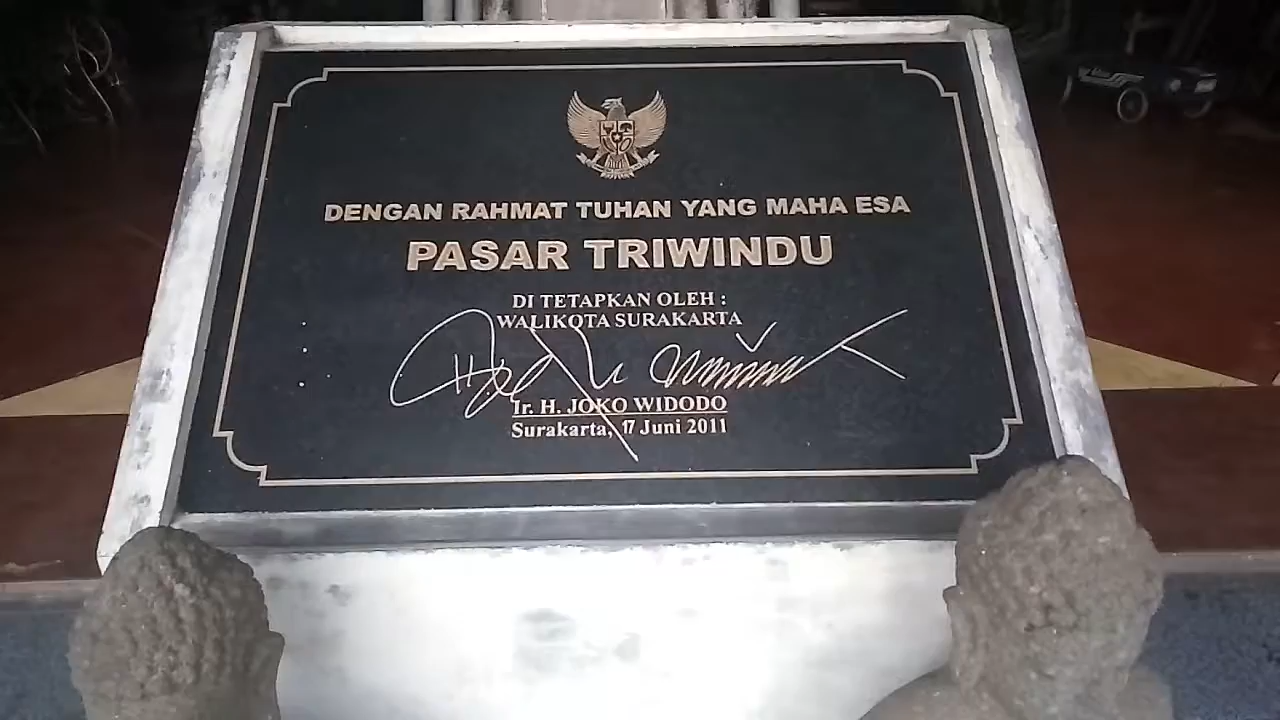 DENGAN RAHMAT TUHAN YANG MAHA ESA
PASAR TRIWINDU
DI TETAPKAN OLEH :
WALIKOTA SURAKARTA
Ir. H. JOKO WIDODO
Surakarta, 17 Juni 2011